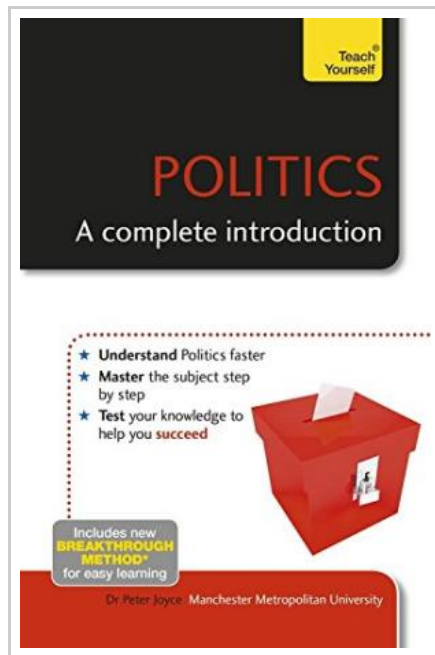 Teach®
Yourself
POLITICS
A complete introduction
★ Understand Politics faster
★ Master the subject step
by step
★ Test your knowledge to
help you succeed
Includes new
BREAKTHROUGH
METHOD*
for easy learning
Dr Peter Joyce Manchester Metropolitan University